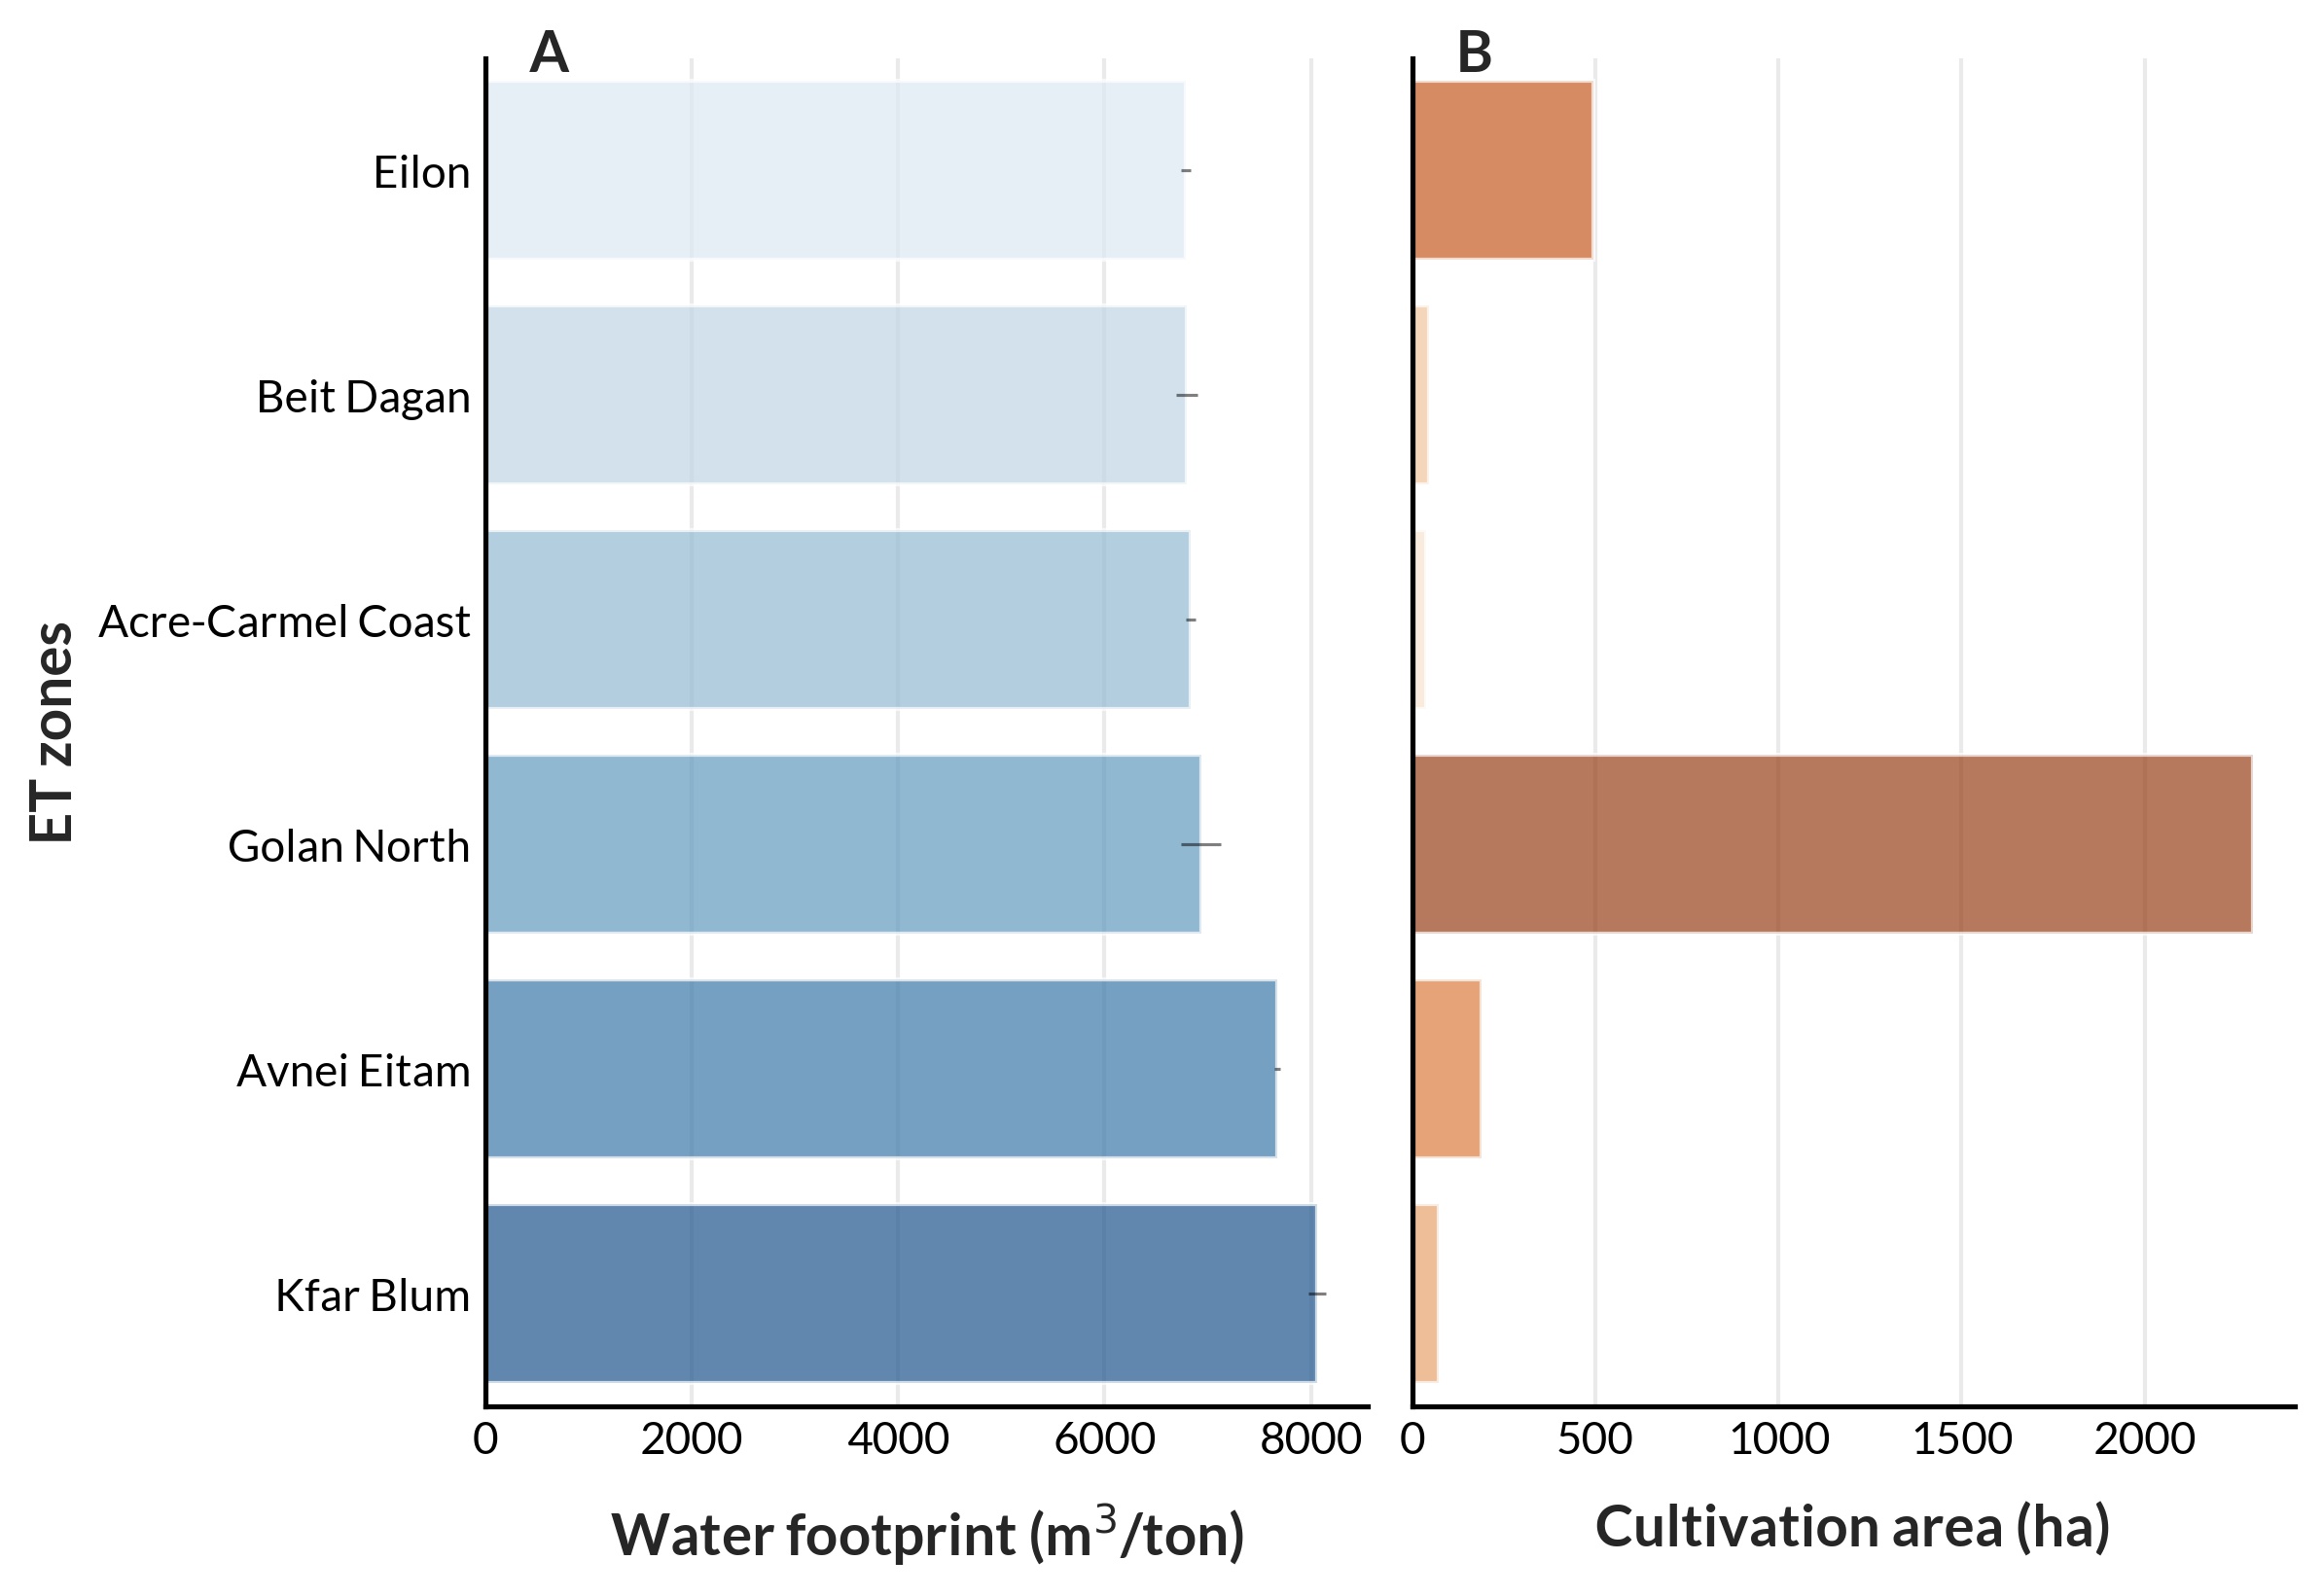 A
B
Eilon
Beit Dagan
Acre-Carmel Coast
Golan North
Avnei Eitam
Kfar Blum
ET zones
0 2000 4000 6000 8000
0 500 1000 1500 2000
Water footprint (m³/ton)
Cultivation area (ha)